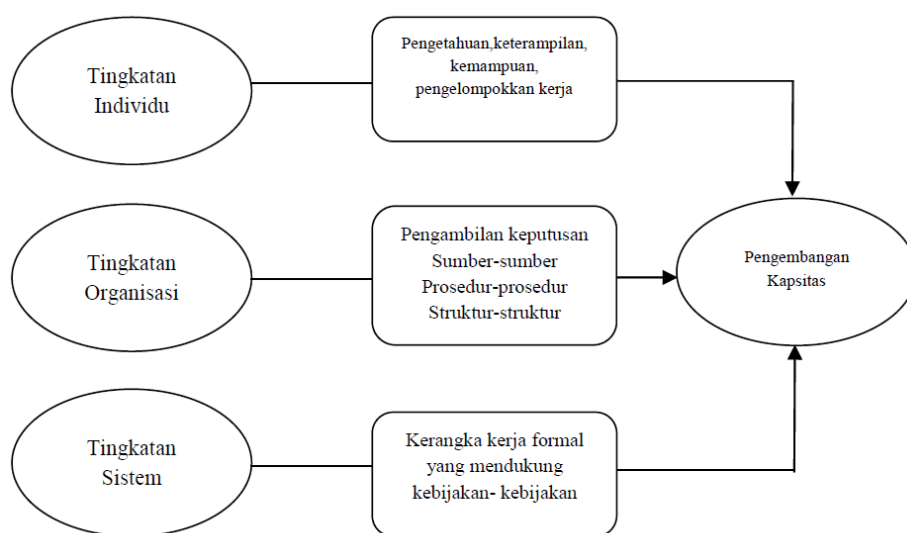 Tingkatan
Individu
Pengetahuan,keterampilan,
kemampuan,
pengelompokkan kerja
Tingkatan
Organisasi
Pengambilan keputusan
Sumber-sumber
Prosedur-prosedur
Struktur-struktur
Pengembangan
Kapsitas
Tingkatan
Sistem
Kerangka kerja formal
yang mendukung
kebijakan- kebijakan